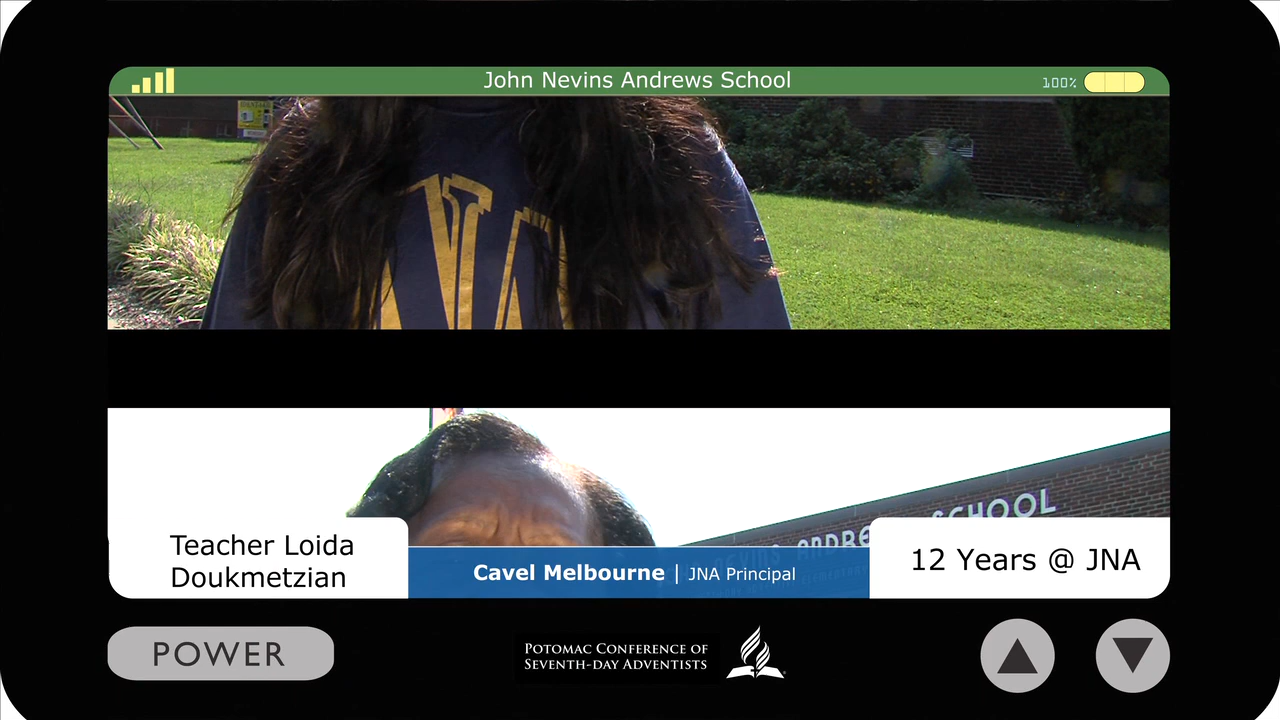 John Nevins Andrews School
100%
SCHOOL
Teacher Loida
Doukmetzian
Cavel Melbourne | JNA Principal
12 Years @ JNA
POWER
POTOMAC CONFERENCE OF
SEVENTH-DAY ADVENTISTS